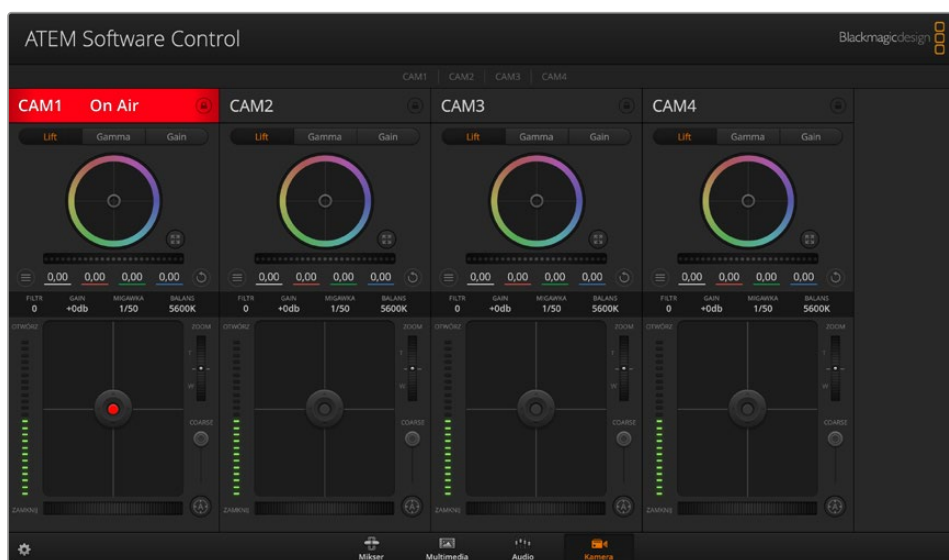 ATEM Software Control
Blackmagicdesign
CAM1 CAM2 CAM3 CAM4
CAM1 On Air CAM2 CAM3 CAM4
Lift Gamma Gain Lift Gamma Gain Lift Gamma Gain Lift Gamma Gain
0,00 0,00 0,00 0,00 0,00 0,00 0,00 0,00 0,00 0,00 0,00 0,00 0,00 0,00 0,00 0,00
FILTR GAIN MIGAWKA BALANS FILTR GAIN MIGAWKA BALANS FILTR GAIN MIGAWKA BALANS FILTR GAIN MIGAWKA BALANS
0 +0db 1/50 5600K 0 +0db 1/50 5600K 0 +0db 1/50 5600K 0 +0db 1/50 5600K
OTWÓRZ ZOOM OTWÓRZ ZOOM OTWÓRZ ZOOM OTWÓRZ ZOOM
T T T T
W W W W
COARSE COARSE COARSE COARSE
ZAMKNIJ ZAMKNIJ ZAMKNIJ ZAMKNIJ
Mikser Multimedia Audio Kamera